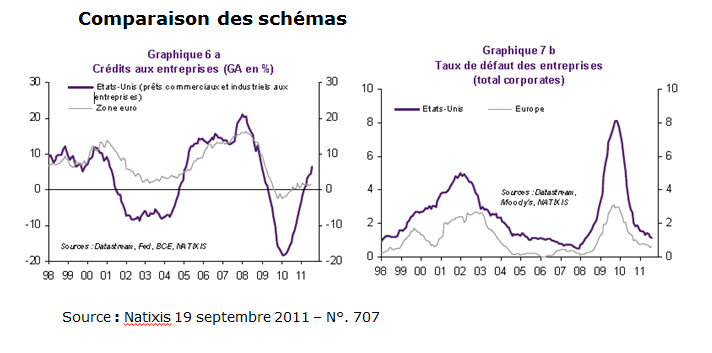 Comparaison des schémas
Graphique 6 a
Crédits aux entreprises (GA en %)
30 30
Etats-Unis (prêts commerciaux et industriels aux
entreprises)
Zone euro
20 20
10 10
0 0
-10 -10
-20 -20
Sources : Datastream, Fed, BCE, NATIXIS
98 99 00 01 02 03 04 05 06 07 08 09 10 11
Graphique 7 b
Taux de défaut des entreprises
(total corporates)
10 10
Etats-Unis Europe
8 8
6 6
4 4
Sources : Datastream,
Moody's, NATIXIS
2 2
0 0
98 99 00 01 02 03 04 05 06 07 08 09 10 11
Source : Natixis 19 septembre 2011 – N°. 707